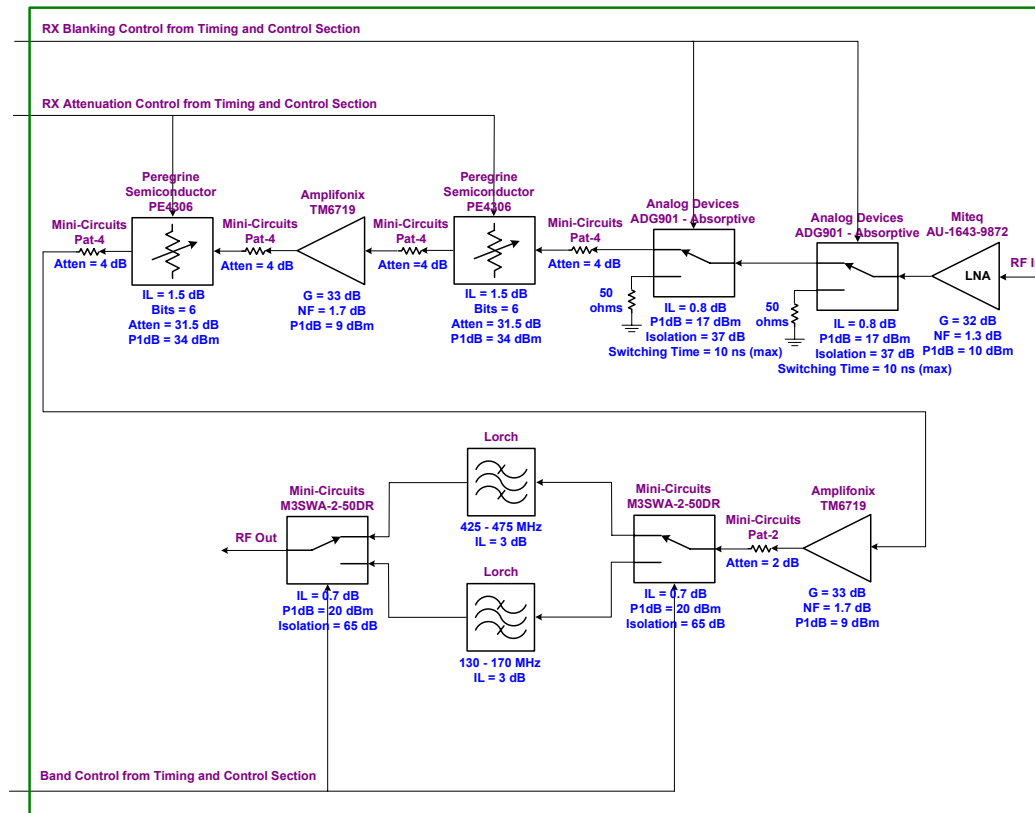 RX Blanking Control from Timing and Control Section
RX Attenuation Control from Timing and Control Section
Peregrine
Semiconductor
PE4306
Mini-Circuits
Pat-4
Atten = 4 dB
IL = 1.5 dB
Bits = 6
Atten = 31.5 dB
P1dB = 34 dBm
Mini-Circuits
Pat-4
Atten = 4 dB
Amplifonix
TM6719
G = 33 dB
NF = 1.7 dB
P1dB = 9 dBm
Mini-Circuits
Pat-4
Atten =4 dB
Peregrine
Semiconductor
PE4306
IL = 1.5 dB
Bits = 6
Atten = 31.5 dB
P1dB = 34 dBm
Mini-Circuits
Pat-4
Atten = 4 dB
Analog Devices
ADG901 - Absorptive
50
ohms
IL = 0.8 dB
P1dB = 17 dBm
Isolation = 37 dB
Switching Time = 10 ns (max)
Analog Devices
ADG901 - Absorptive
50
ohms
IL = 0.8 dB
P1dB = 17 dBm
Isolation = 37 dB
Switching Time = 10 ns (max)
Miteq
AU-1643-9872
LNA
RF In
G = 32 dB
NF = 1.3 dB
P1dB = 10 dBm
Lorch
425 - 475 MHz
IL = 3 dB
Lorch
130 - 170 MHz
IL = 3 dB
Mini-Circuits
M3SWA-2-50DR
RF Out
IL = 0.7 dB
P1dB = 20 dBm
Isolation = 65 dB
Mini-Circuits
M3SWA-2-50DR
IL = 0.7 dB
P1dB = 20 dBm
Isolation = 65 dB
Mini-Circuits
Pat-2
Atten = 2 dB
Amplifonix
TM6719
G = 33 dB
NF = 1.7 dB
P1dB = 9 dBm
Band Control from Timing and Control Section